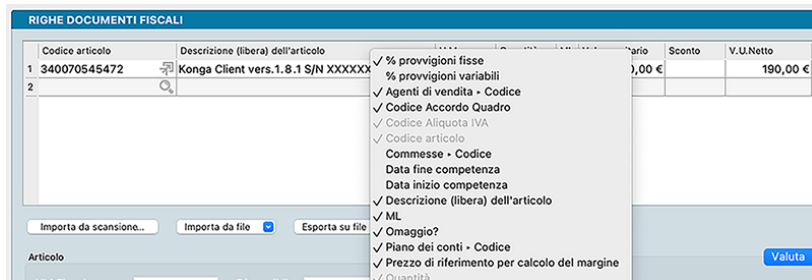 RIGHE DOCUMENTI FISCALI
Codice articolo Descrizione (libera) dell'articolo Sconto V.U.Netto
1 340070545472 Konga Client vers.1.8.1 S/N XXXXXX 190,00 €
2
% provvigioni fisse
% provvigioni variabili
Agenti di vendita ▸ Codice
Codice Accordo Quadro
Codice Aliquota IVA
Codice articolo
Commesse ▸ Codice
Data fine competenza
Data inizio competenza
Descrizione (libera) dell'articolo
ML
Omaggio?
Piano dei conti ▸ Codice
Prezzo di riferimento per calcolo del margine
Quantità
Importa da scansione... Importa da file Esporta su file
Articolo Valuta